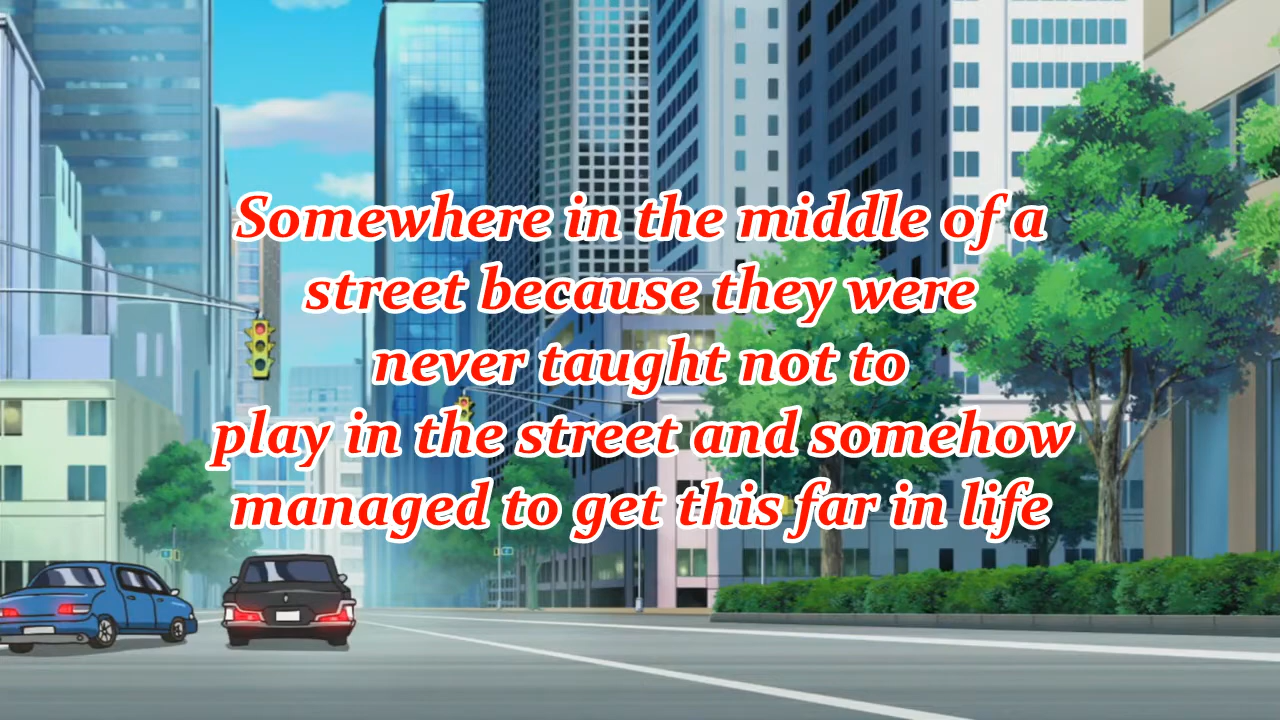 Somewhere in the middle of a
street because they were
never taught not to
play in the street and somehow
managed to get this far in life